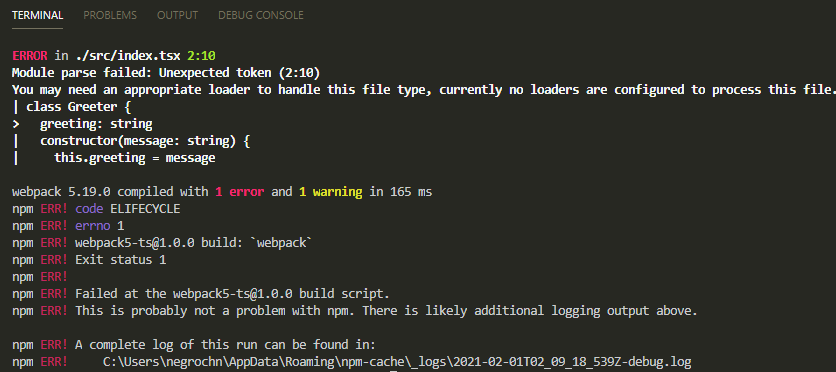 TERMINAL PROBLEMS OUTPUT DEBUG CONSOLE
ERROR in ./src/index.tsx 2:10
Module parse failed: Unexpected token (2:10)
You may need an appropriate loader to handle this file type, currently no loaders are configured to process this file.
| class Greeter {
>   greeting: string
|   constructor(message: string) {
|     this.greeting = message
webpack 5.19.0 compiled with 1 error and 1 warning in 165 ms
npm ERR! code ELIFECYCLE
npm ERR! errno 1
npm ERR! webpack5-ts@1.0.0 build: `webpack`
npm ERR! Exit status 1
npm ERR!
npm ERR! Failed at the webpack5-ts@1.0.0 build script.
npm ERR! This is probably not a problem with npm. There is likely additional logging output above.
npm ERR! A complete log of this run can be found in:
npm ERR!     C:\Users\negrochn\AppData\Roaming\npm-cache\_logs\2021-02-01T02_09_18_539Z-debug.log